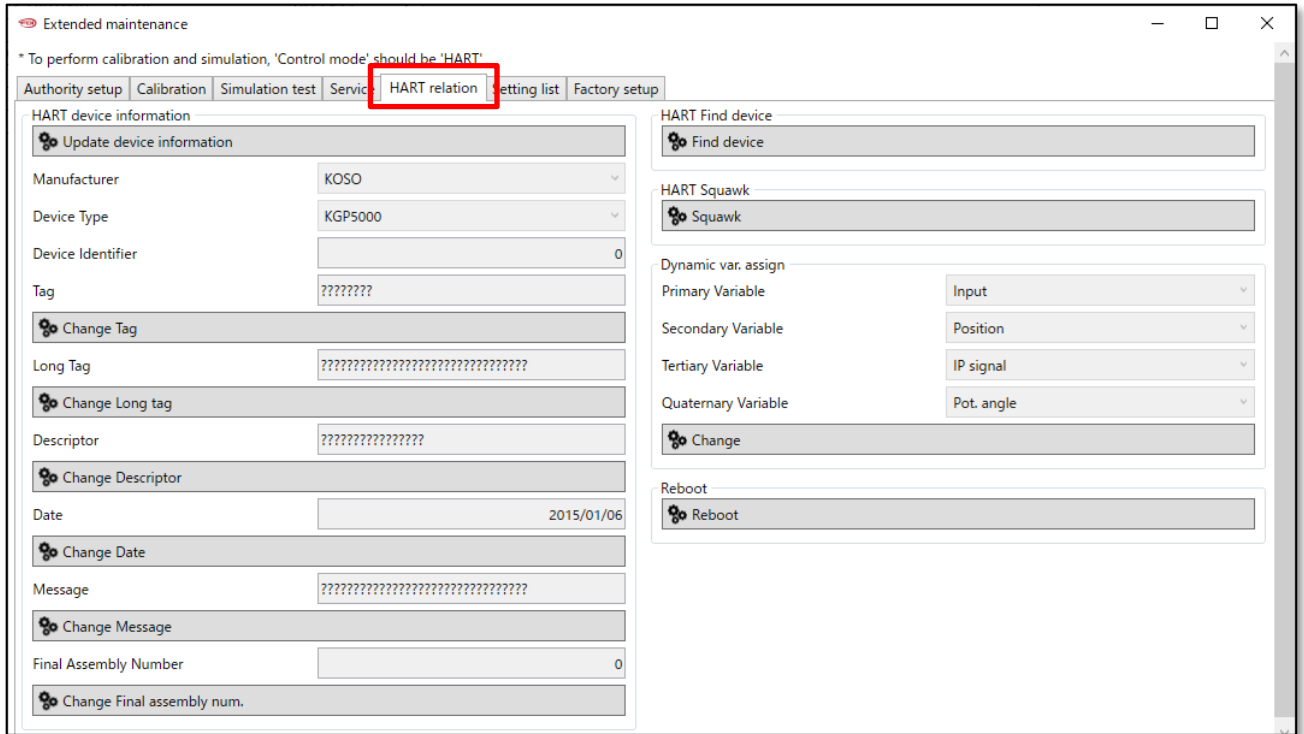 Extended maintenance
* To perform calibration and simulation, 'Control mode' should be 'HART'
Authority setup Calibration Simulation test Service HART relation etting list Factory setup
HART device information
Update device information
Manufacturer KOSO
Device Type KGP5000
Device Identifier 0
Tag ????????
Change Tag
Long Tag ????????????????????????????????
Change Long tag
Descriptor ????????????????
Change Descriptor
Date 2015/01/06
Change Date
Message ????????????????????????????????
Change Message
Final Assembly Number 0
Change Final assembly num.
HART Find device
Find device
HART Squawk
Squawk
Dynamic var. assign
Primary Variable Input
Secondary Variable Position
Tertiary Variable IP signal
Quaternary Variable Pot. angle
Change
Reboot
Reboot